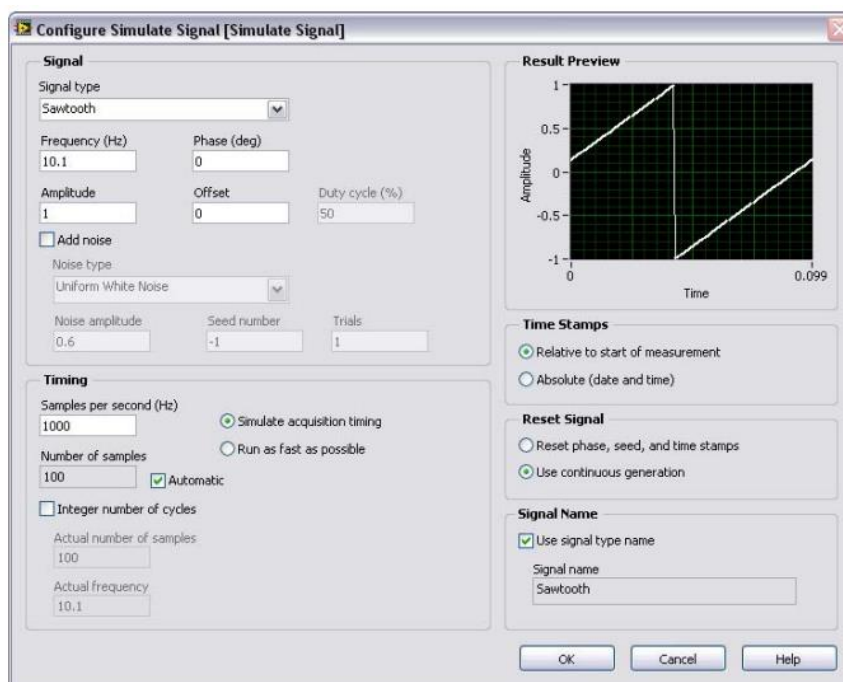 Configure Simulate Signal [Simulate Signal]
Signal
Signal type
Sawtooth
Frequency (Hz)
Phase (deg)
10.1
0
Amplitude
Offset
Duty cycle (%)
1
0
50
Add noise
Noise type
Uniform White Noise
Noise amplitude
Seed number
Trials
0.6
-1
1
Timing
Samples per second (Hz)
1000
Simulate acquisition timing
Run as fast as possible
Number of samples
100
Automatic
Integer number of cycles
Actual number of samples
100
Actual frequency
10.1
Result Preview
Amplitude
1
0.5
0
-0.5
-1
0
0.099
Time
Time Stamps
Relative to start of measurement
Absolute (date and time)
Reset Signal
Reset phase, seed, and time stamps
Use continuous generation
Signal Name
Use signal type name
Signal name
Sawtooth
OK
Cancel
Help